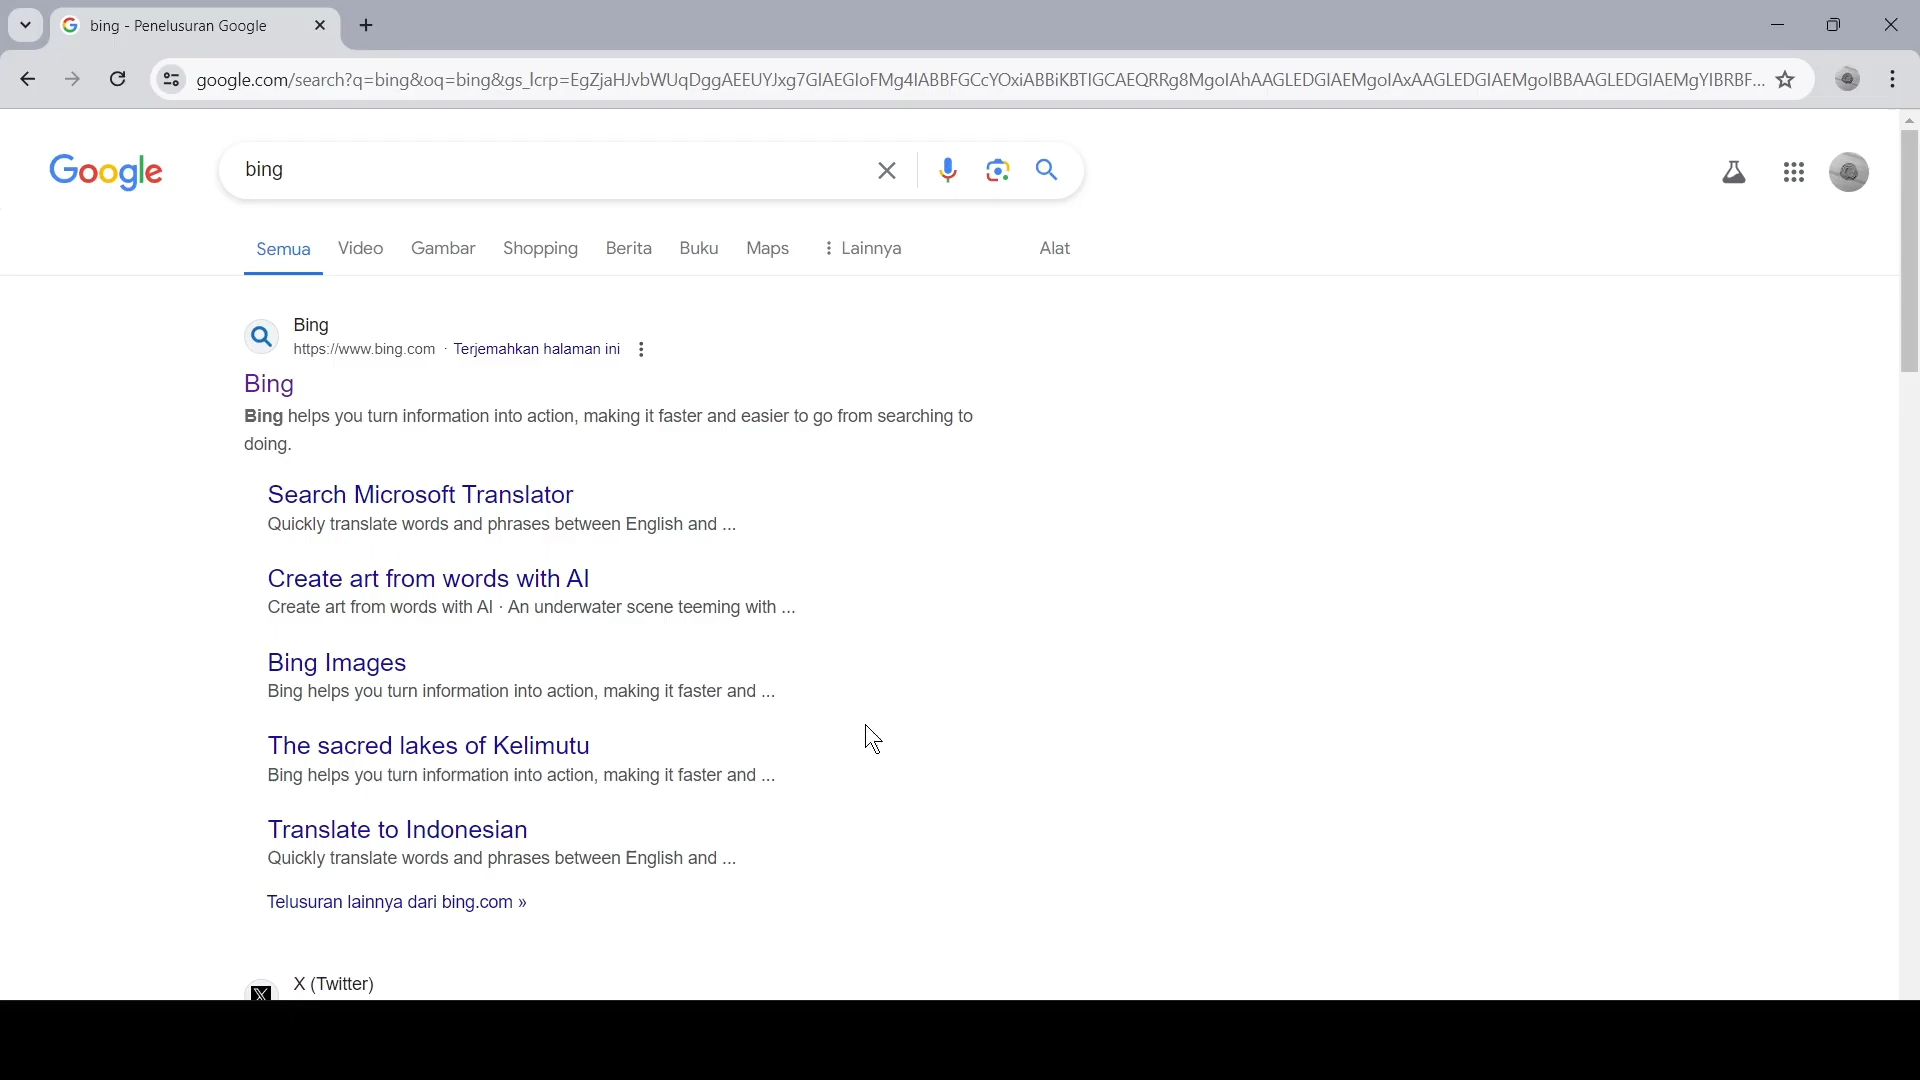 bing - Penelusuran Google
google.com/search?q=bing&oq=bing&gs_lcrp=EgZjaHJvbWUqDggAEEUYJxg7GIAEGIoFMg4IABBFGCcYOxiABBiKBTIGCAEQRRg8MgoIAhAAGLEDGIAEMgoIAxAAGLEDGIAEMgoIBBAAGLEDGIAEMgYIBRBF...
Google
bing
Semua Video Gambar Shopping Berita Buku Maps Lainnya Alat
Bing
https://www.bing.com · Terjemahkan halaman ini
Bing
Bing helps you turn information into action, making it faster and easier to go from searching to
doing.
Search Microsoft Translator
Quickly translate words and phrases between English and ...
Create art from words with AI
Create art from words with AI · An underwater scene teeming with ...
Bing Images
Bing helps you turn information into action, making it faster and ...
The sacred lakes of Kelimutu
Bing helps you turn information into action, making it faster and ...
Translate to Indonesian
Quickly translate words and phrases between English and ...
Telusuran lainnya dari bing.com »
X (Twitter)